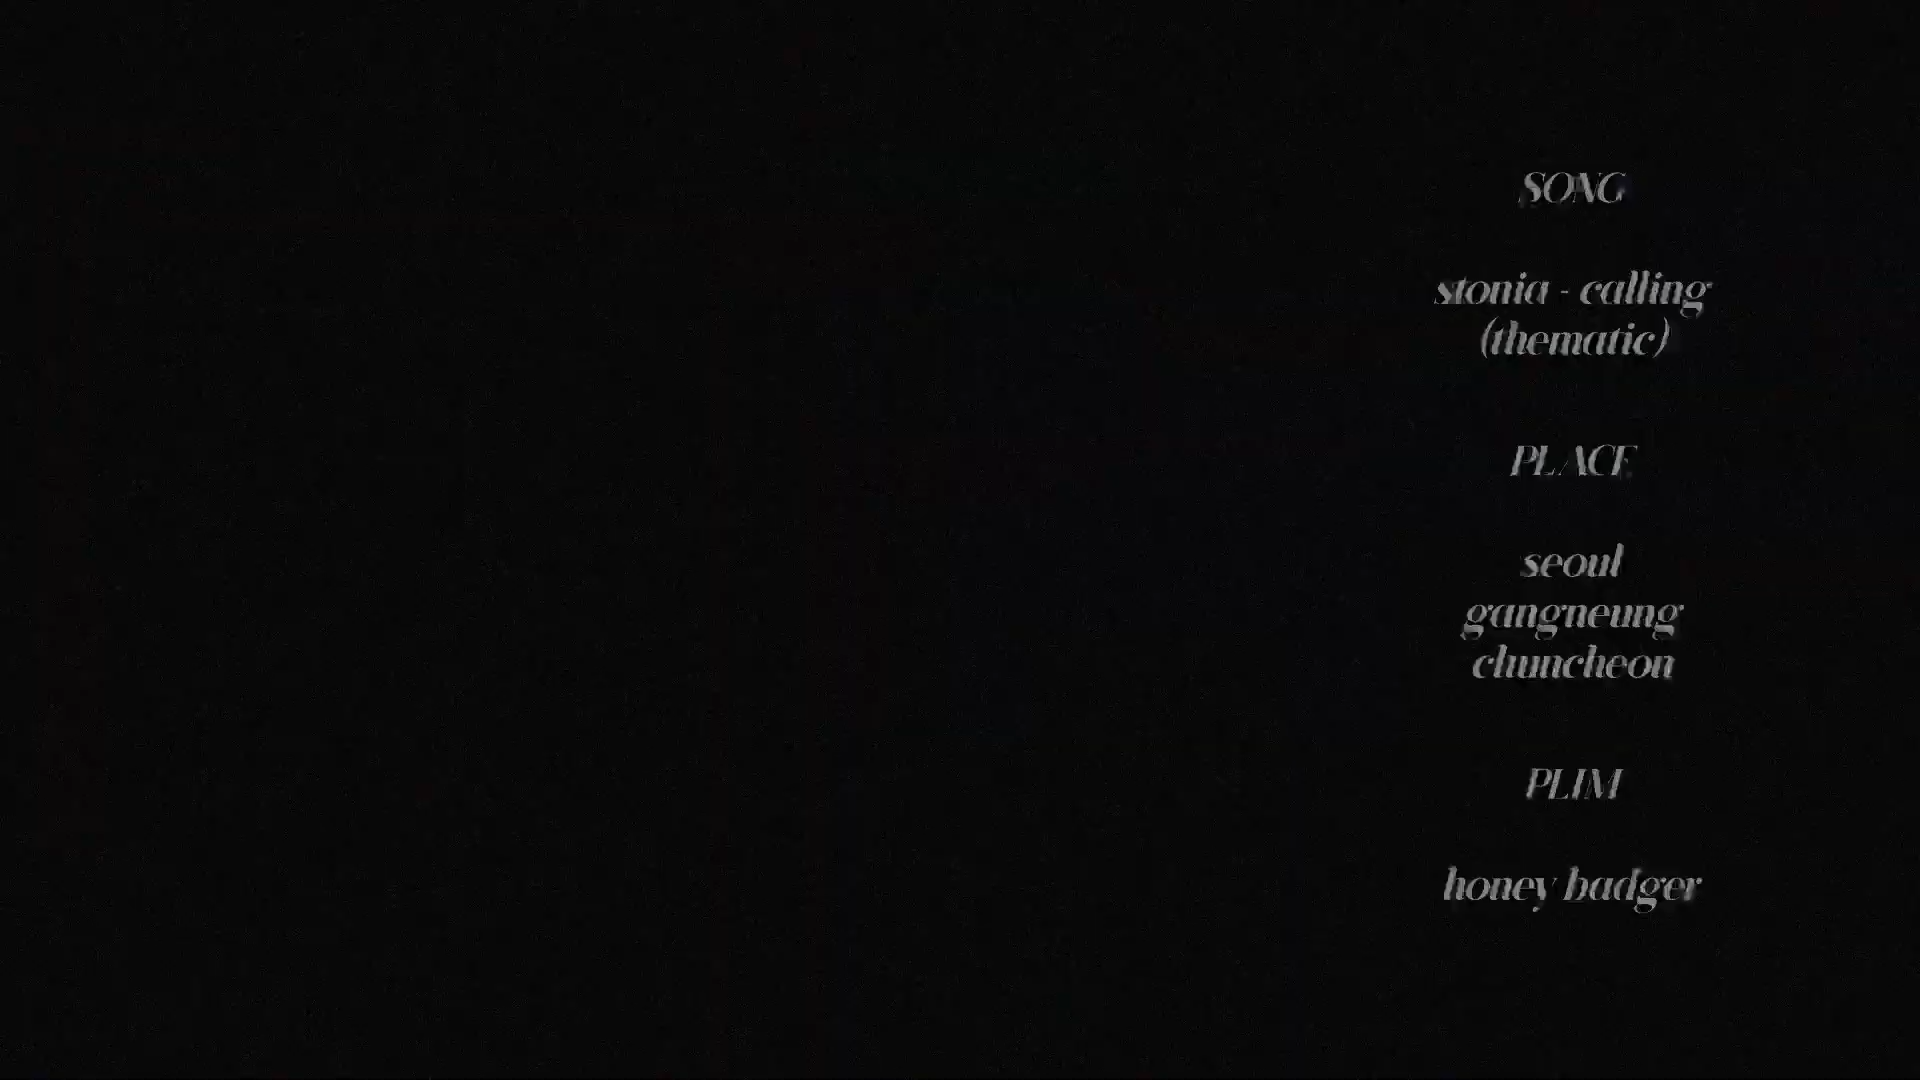 SONG
stonia - calling
(thematic)
PLACE
seoul
gangneung
chuncheon
PLIM
honey badger